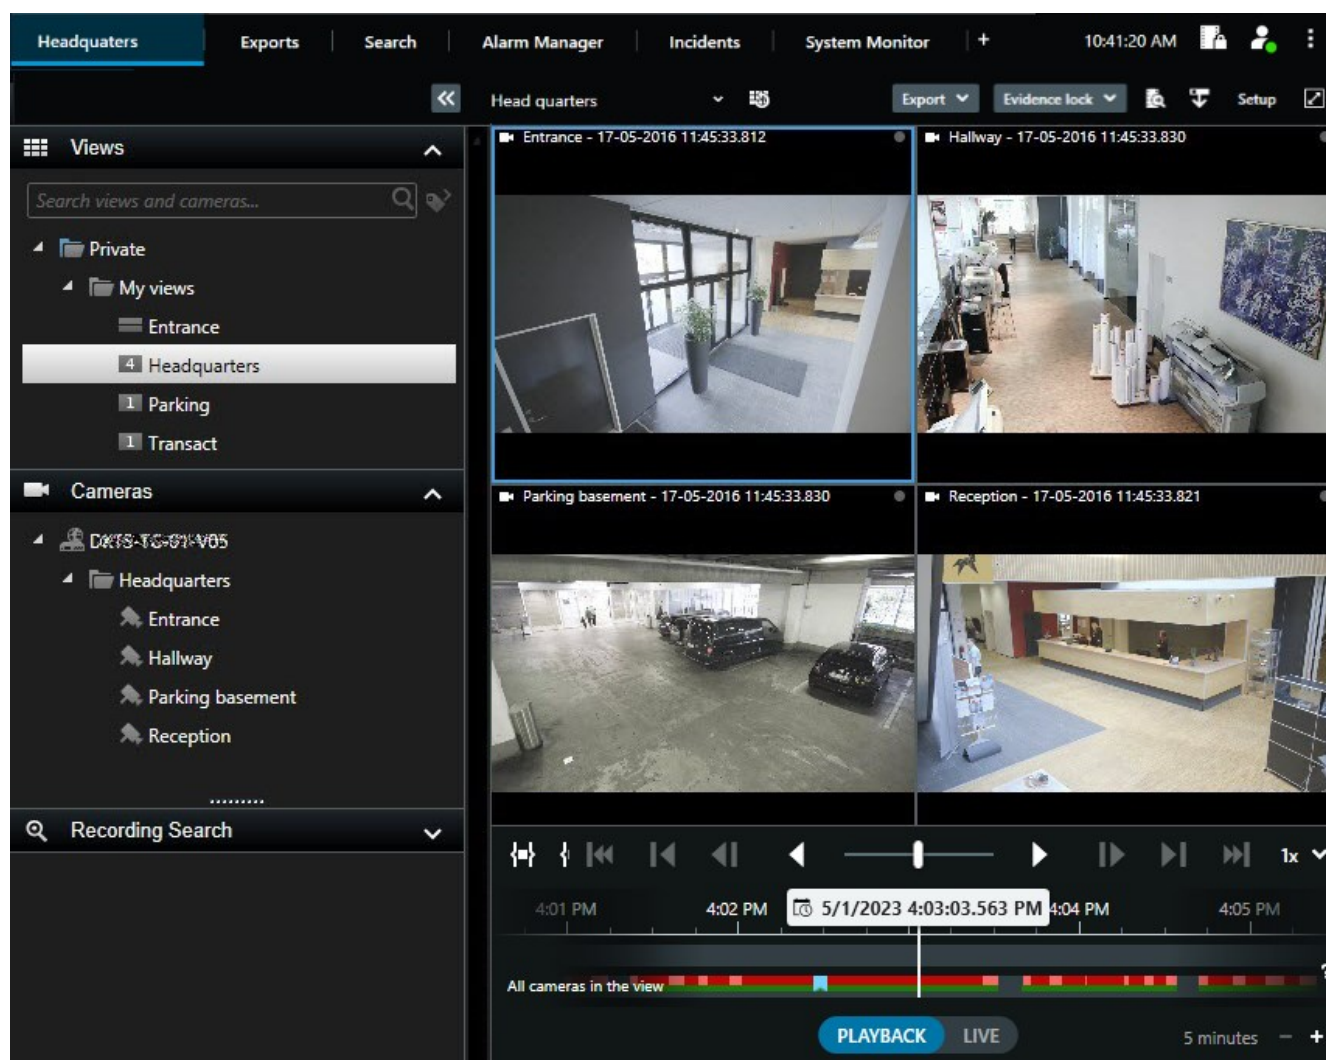 Headquaters Exports Search Alarm Manager Incidents System Monitor + 10:41:20 AM
Head quarters Export Evidence lock Setup
Views
Search views and cameras...
Private
My views
Entrance
4 Headquarters
1 Parking
1 Transact
Cameras
Headquarters
Entrance
Hallway
Parking basement
Reception
Recording Search
Entrance - 17-05-2016 11:45:33.812
Hallway - 17-05-2016 11:45:33.830
Parking basement - 17-05-2016 11:45:33.830
Reception - 17-05-2016 11:45:33.821
1x
4:01 PM 4:02 PM 5/1/2023 4:03:03.563 PM 4:04 PM 4:05 PM
All cameras in the view
PLAYBACK LIVE
5 minutes - +